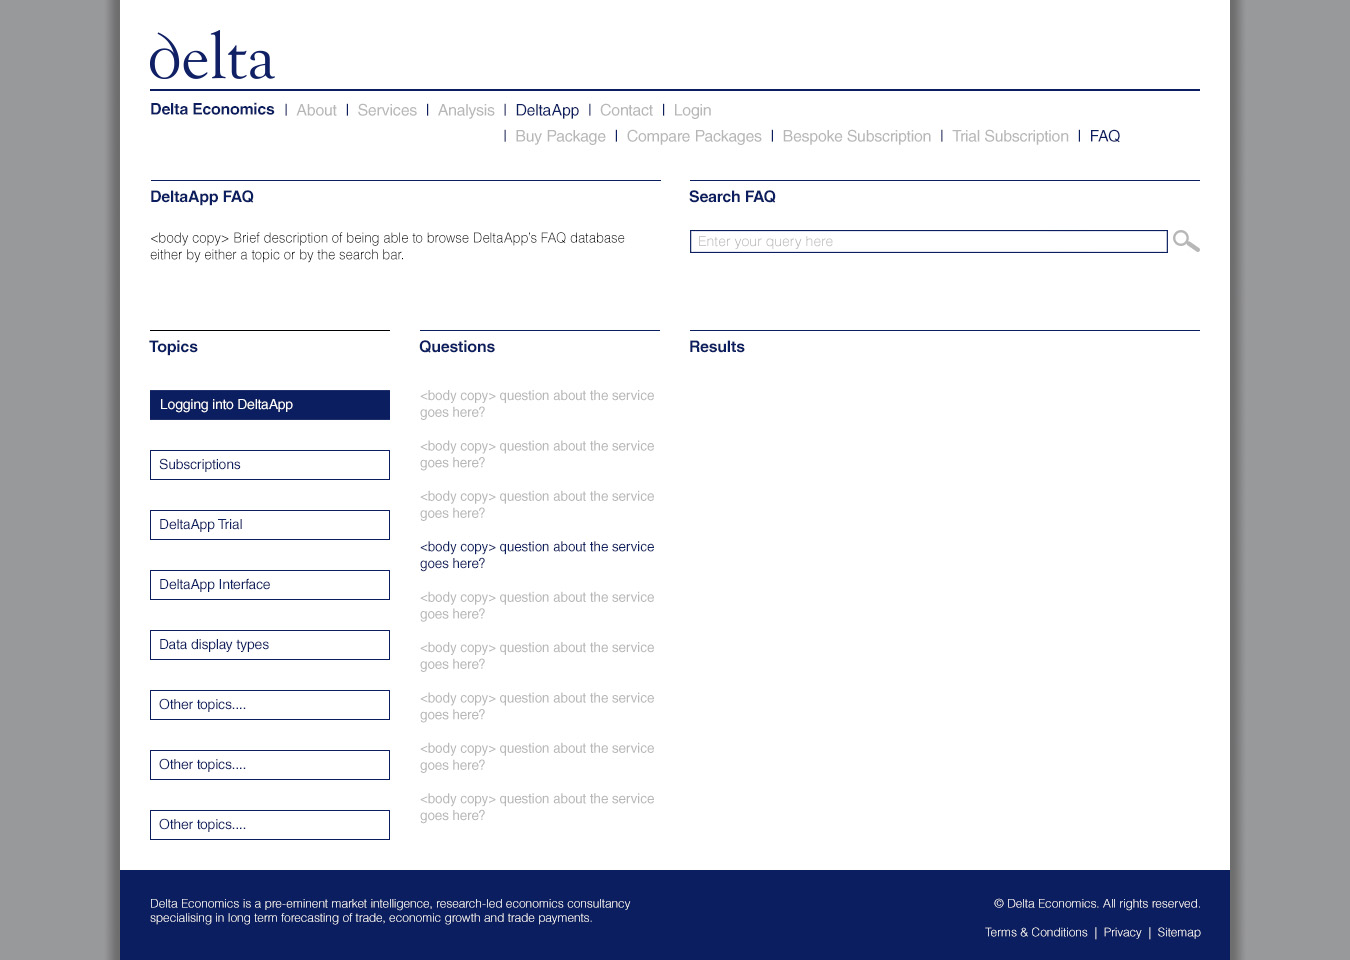 delta
Delta Economics | About | Services | Analysis | DeltaApp | Contact | Login
| Buy Package | Compare Packages | Bespoke Subscription | Trial Subscription | FAQ
DeltaApp FAQ
<body copy> Brief description of being able to browse DeltaApp's FAQ database
either by either a topic or by the search bar.
Search FAQ
Enter your query here
Topics
Logging into DeltaApp
Subscriptions
DeltaApp Trial
DeltaApp Interface
Data display types
Other topics....
Other topics....
Other topics....
Questions
<body copy> question about the service
goes here?
<body copy> question about the service
goes here?
<body copy> question about the service
goes here?
<body copy> question about the service
goes here?
<body copy> question about the service
goes here?
<body copy> question about the service
goes here?
<body copy> question about the service
goes here?
<body copy> question about the service
goes here?
<body copy> question about the service
goes here?
Results
Delta Economics is a pre-eminent market intelligence, research-led economics consultancy
specialising in long term forecasting of trade, economic growth and trade payments.
© Delta Economics. All rights reserved.
Terms & Conditions | Privacy | Sitemap